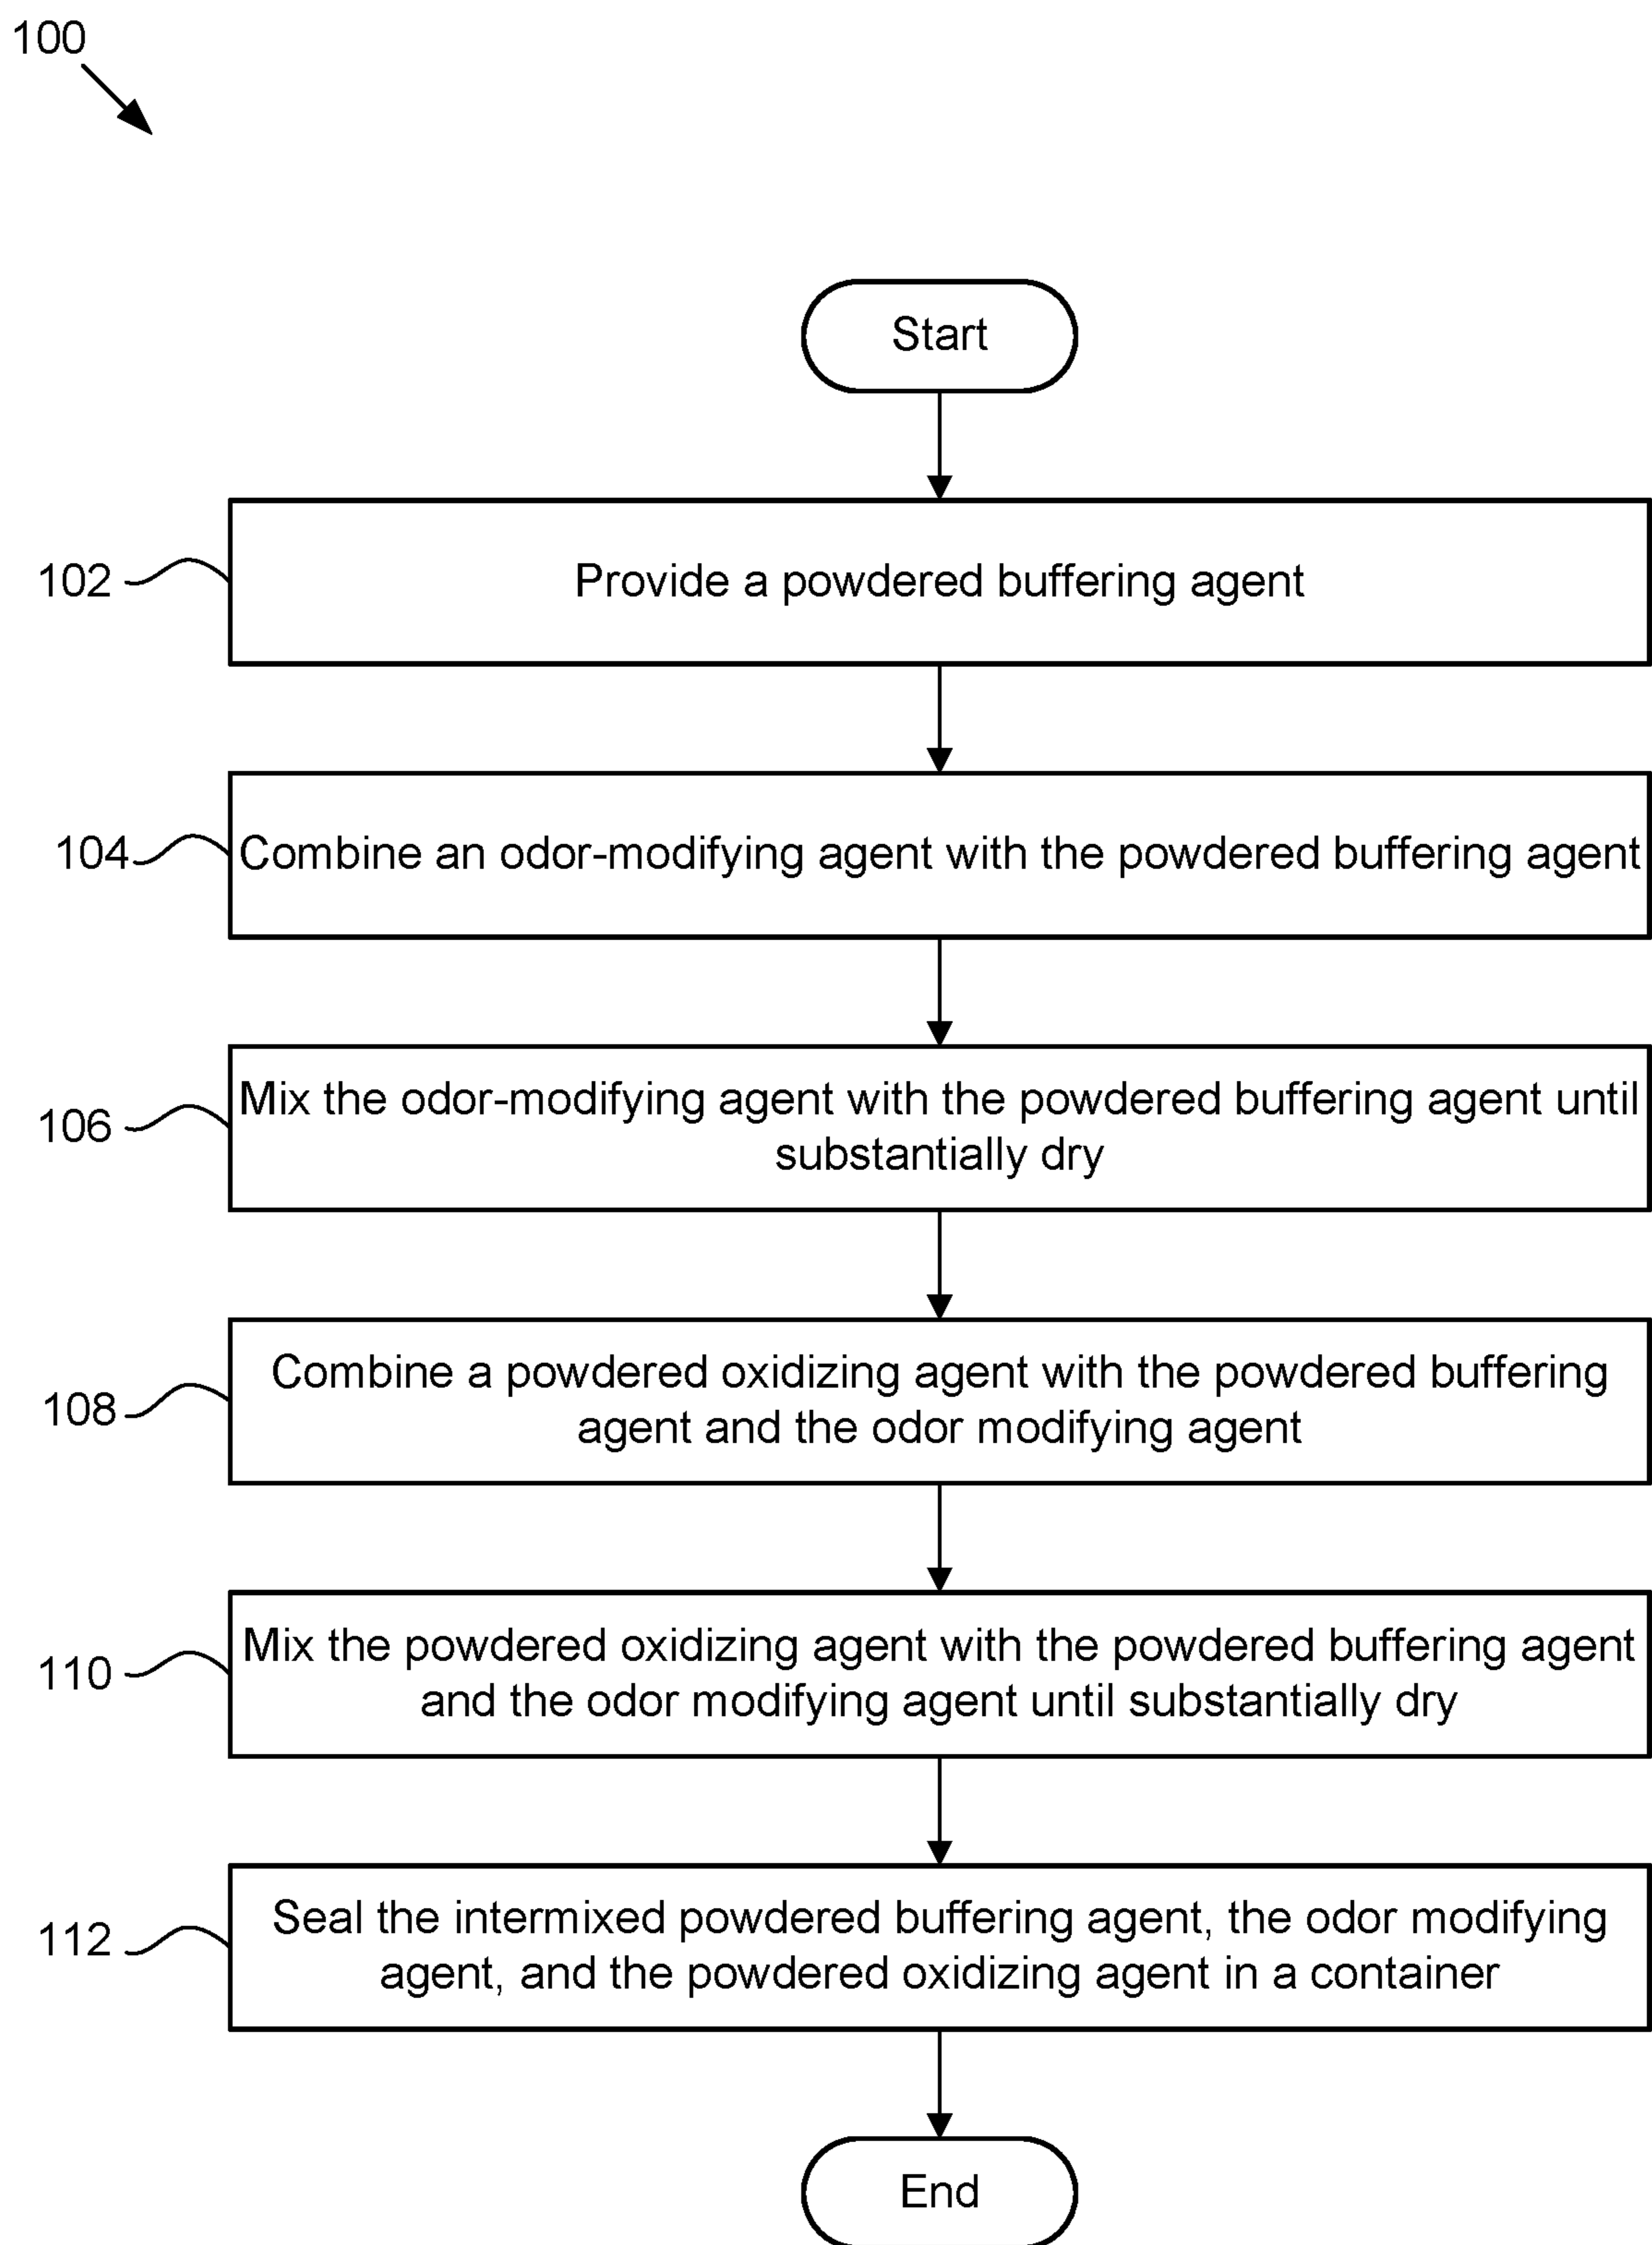 100
Start
102
Provide a powdered buffering agent
104
Combine an odor-modifying agent with the powdered buffering agent
106
Mix the odor-modifying agent with the powdered buffering agent until
substantially dry
108
Combine a powdered oxidizing agent with the powdered buffering
agent and the odor modifying agent
110
Mix the powdered oxidizing agent with the powdered buffering agent
and the odor modifying agent until substantially dry
112
Seal the intermixed powdered buffering agent, the odor modifying
agent, and the powdered oxidizing agent in a container
End